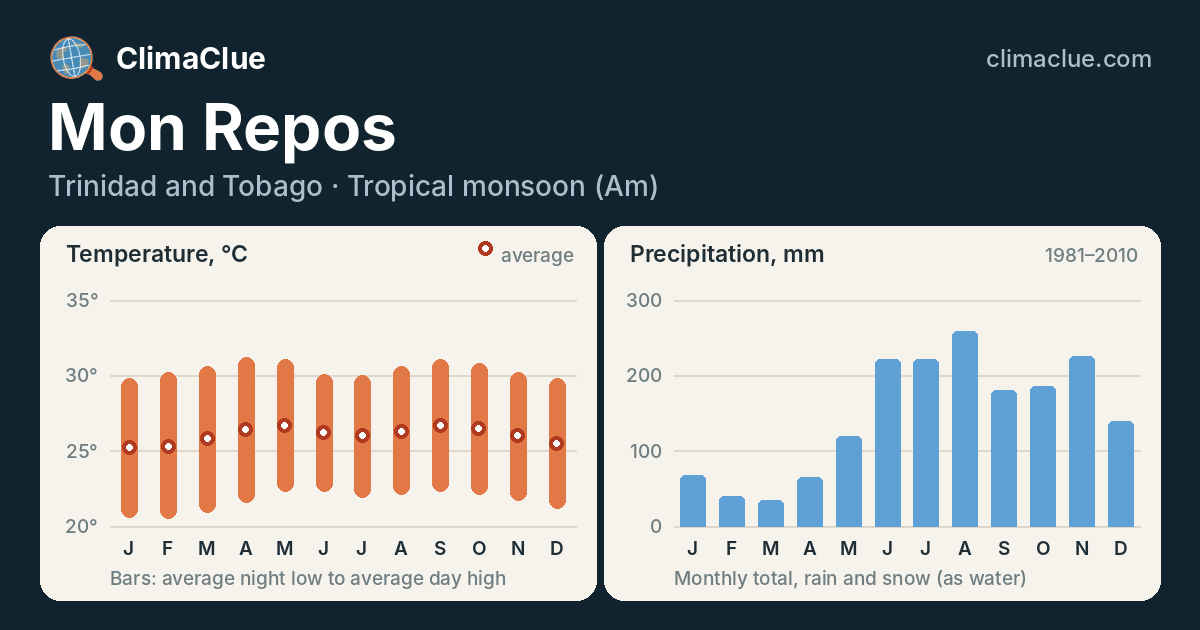 ClimaClue
climaclue.com
Mon Repos
Trinidad and Tobago · Tropical monsoon (Am)
Temperature, °C
average
35°
30°
25°
20°
J F M A M J J A S O N D
Bars: average night low to average day high
Precipitation, mm
1981–2010
300
200
100
0
J F M A M J J A S O N D
Monthly total, rain and snow (as water)